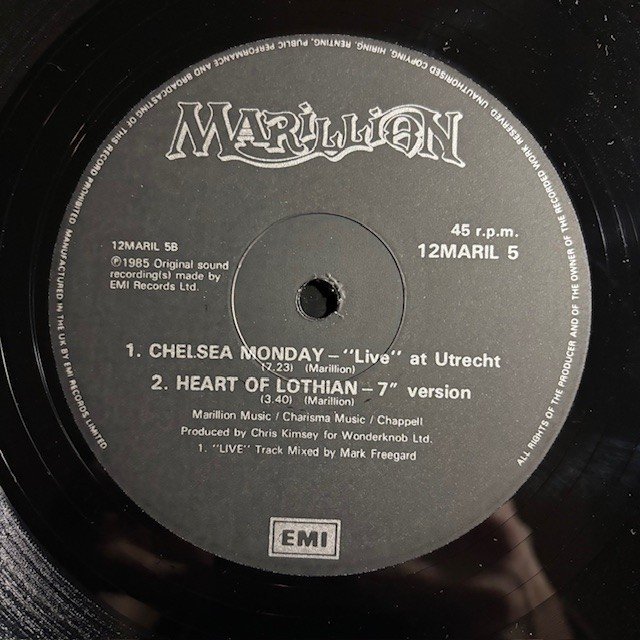 UNAUTHORISED COPYING, HIRING, RENTING, PUBLIC PERFORMANCE AND BROADCASTING OF THIS RECORD PROHIBITED MANUFACTURED IN THE UK BY EMI RECORDS LIMITED
ALL RIGHTS OF THE PRODUCER AND OF THE OWNER OF THE RECORDED WORK RESERVED
MARILLION
45 r.p.m.
12MARIL 5B
12MARIL 5
℗1985 Original sound
recording(s) made by
EMI Records Ltd.
1. CHELSEA MONDAY – "Live" at Utrecht
(7.23) (Marillion)
2. HEART OF LOTHIAN – 7" version
(3.40) (Marillion)
Marillion Music / Charisma Music / Chappell
Produced by Chris Kimsey for Wonderknob Ltd.
1. "LIVE" Track Mixed by Mark Freegard
EMI